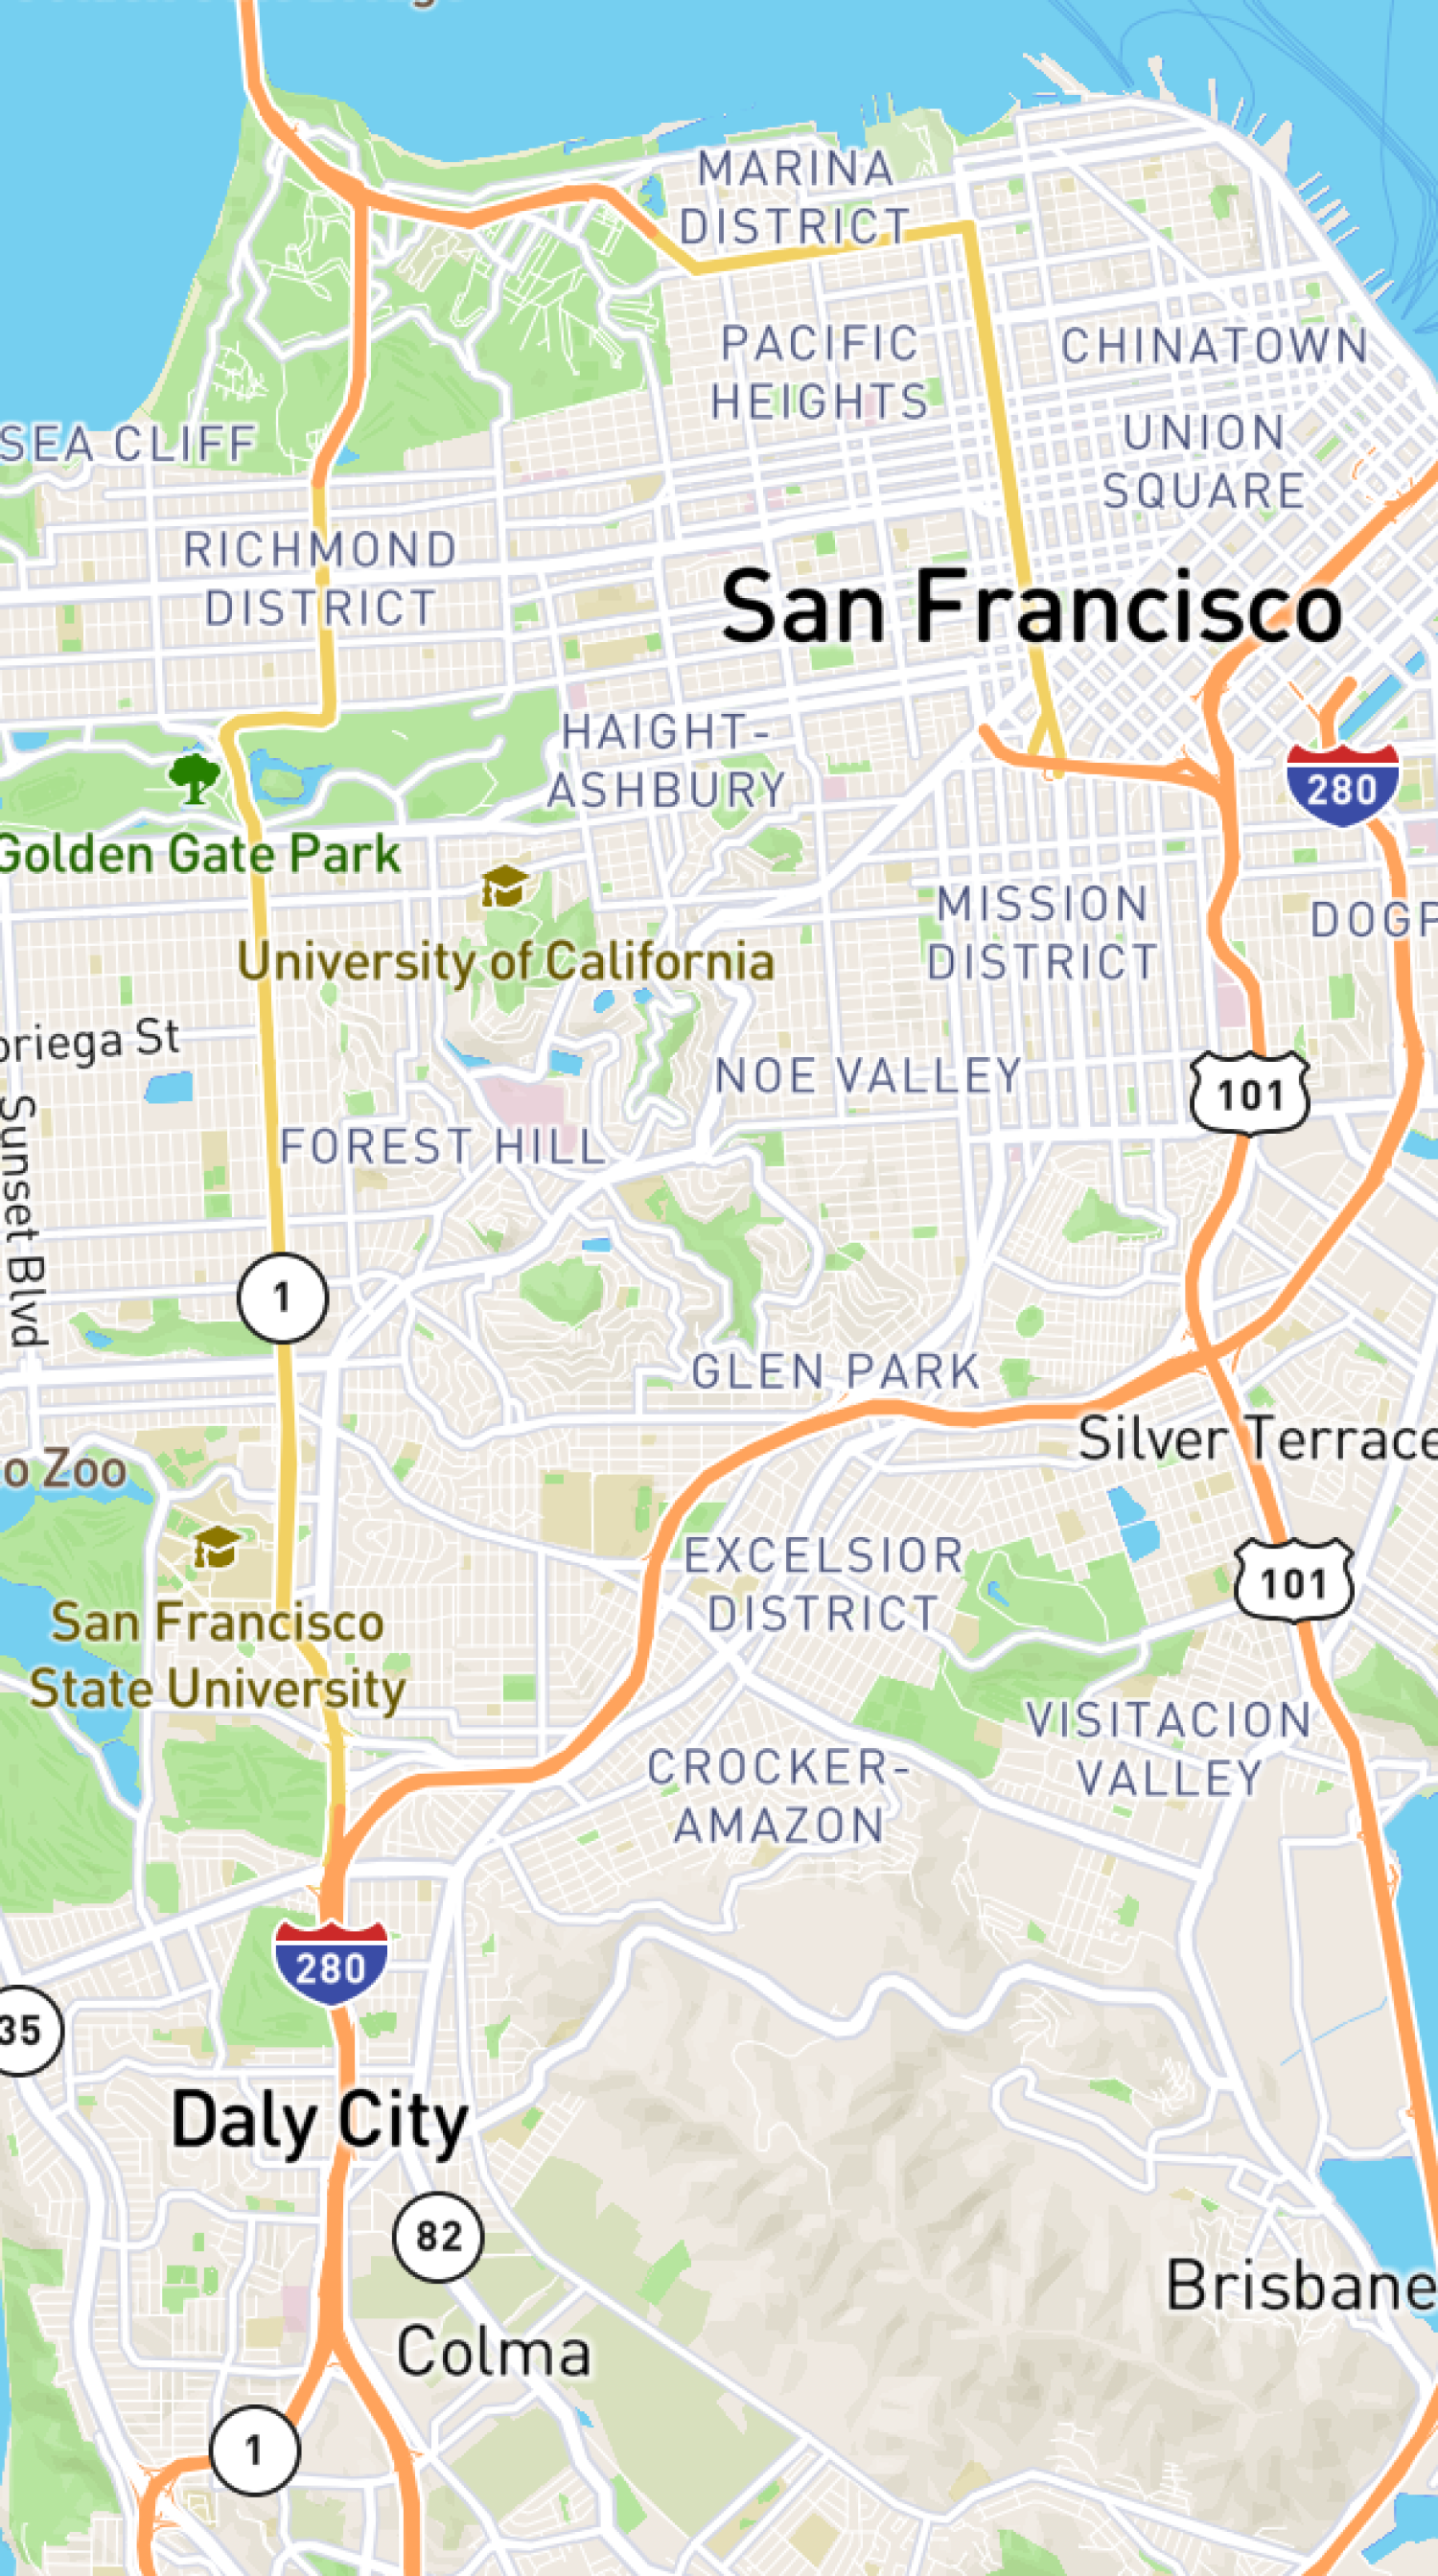 MARINA
DISTRICT
PACIFIC
HEIGHTS
CHINATOWN
UNION
SQUARE
SEA CLIFF
RICHMOND
DISTRICT
San Francisco
HAIGHT-
ASHBURY
280
Golden Gate Park
MISSION
DISTRICT
University of California
NOE VALLEY
101
Sunset Blvd
FOREST HILL
1
GLEN PARK
Silver Terrace
Zoo
EXCELSIOR
DISTRICT
101
San Francisco
State University
VISITACION
VALLEY
CROCKER-
AMAZON
280
35
Daly City
82
Brisbane
Colma
1